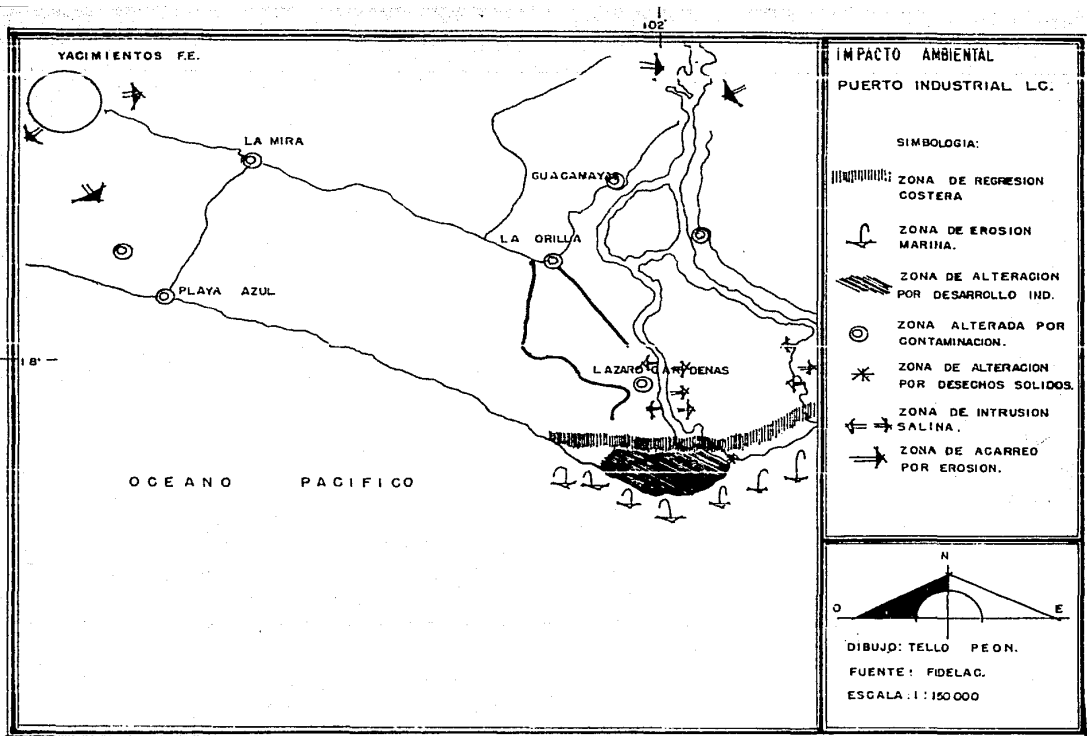 102°
YACIMIENTOS F.E.
LA MIRA
GUACAMAYAS
LA ORILLA
PLAYA AZUL
18°
LAZARO CARDENAS
OCEANO PACIFICO
IMPACTO AMBIENTAL
PUERTO INDUSTRIAL L.C.
SIMBOLOGIA:
ZONA DE REGRESION
COSTERA
ZONA DE EROSION
MARINA.
ZONA DE ALTERACION
POR DESARROLLO IND.
ZONA ALTERADA POR
CONTAMINACION.
ZONA DE ALTERACION
POR DESECHOS SOLIDOS.
ZONA DE INTRUSION
SALINA.
ZONA DE ACARREO
POR EROSION.
N
O E
DIBUJO: TELLO PEON.
FUENTE: FIDELAC.
ESCALA: 1:150 000